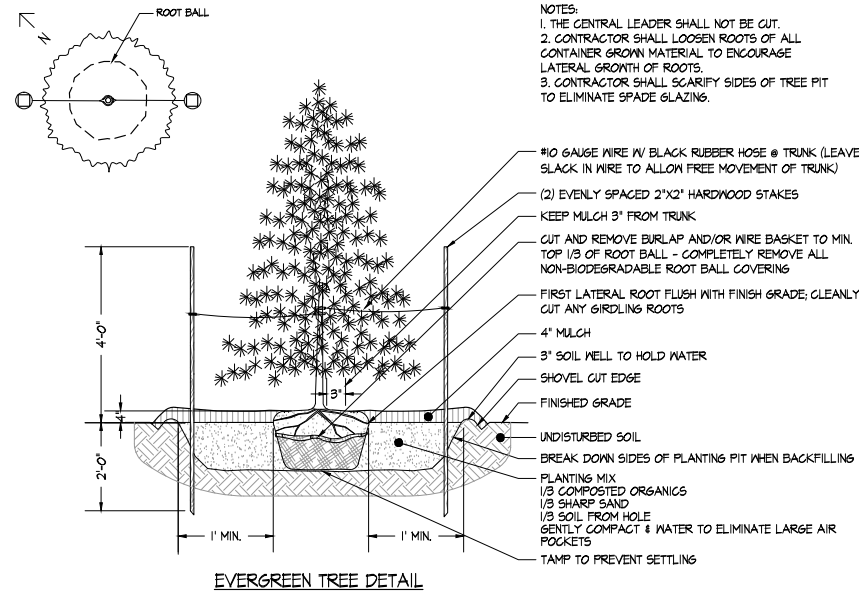 NOTES:
1. THE CENTRAL LEADER SHALL NOT BE CUT.
2. CONTRACTOR SHALL LOOSEN ROOTS OF ALL
CONTAINER GROWN MATERIAL TO ENCOURAGE
LATERAL GROWTH OF ROOTS.
3. CONTRACTOR SHALL SCARIFY SIDES OF TREE PIT
TO ELIMINATE SPADE GLAZING.
ROOT BALL
N
#10 GAUGE WIRE W/ BLACK RUBBER HOSE @ TRUNK (LEAVE
SLACK IN WIRE TO ALLOW FREE MOVEMENT OF TRUNK)
(2) EVENLY SPACED 2"X2" HARDWOOD STAKES
KEEP MULCH 3" FROM TRUNK
CUT AND REMOVE BURLAP AND/OR WIRE BASKET TO MIN.
TOP 1/3 OF ROOT BALL - COMPLETELY REMOVE ALL
NON-BIODEGRADABLE ROOT BALL COVERING
FIRST LATERAL ROOT FLUSH WITH FINISH GRADE; CLEANLY
CUT ANY GIRDLING ROOTS
4" MULCH
3" SOIL WELL TO HOLD WATER
SHOVEL CUT EDGE
FINISHED GRADE
UNDISTURBED SOIL
BREAK DOWN SIDES OF PLANTING PIT WHEN BACKFILLING
PLANTING MIX
1/3 COMPOSTED ORGANICS
1/3 SHARP SAND
1/3 SOIL FROM HOLE
GENTLY COMPACT & WATER TO ELIMINATE LARGE AIR
POCKETS
TAMP TO PREVENT SETTLING
4'-0"
4"
2'-0"
3"
1' MIN.
1' MIN.
EVERGREEN TREE DETAIL